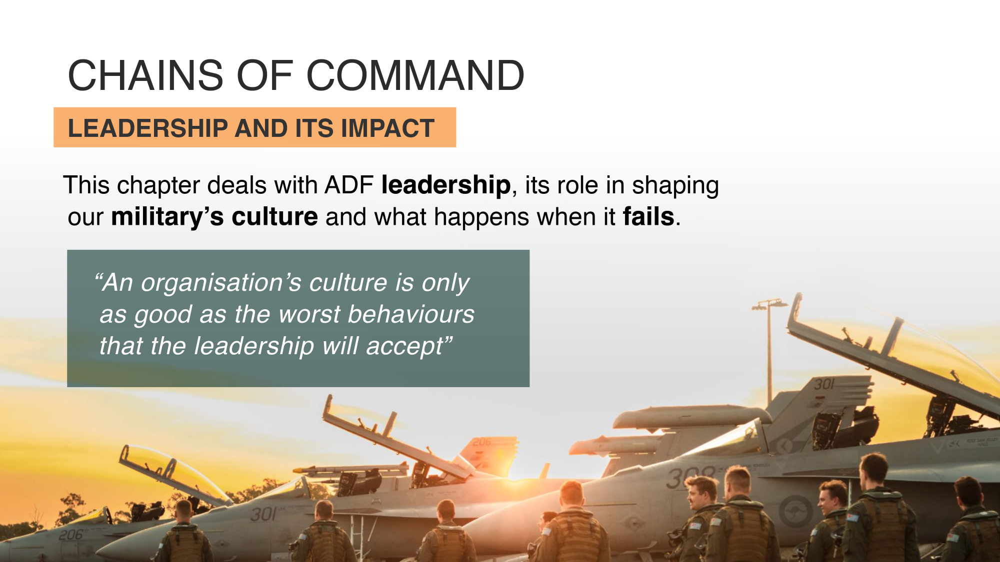 CHAINS OF COMMAND
LEADERSHIP AND ITS IMPACT
This chapter deals with ADF leadership, its role in shaping
our military’s culture and what happens when it fails.
“An organisation’s culture is only
as good as the worst behaviours
that the leadership will accept”
301
206
308
301
206